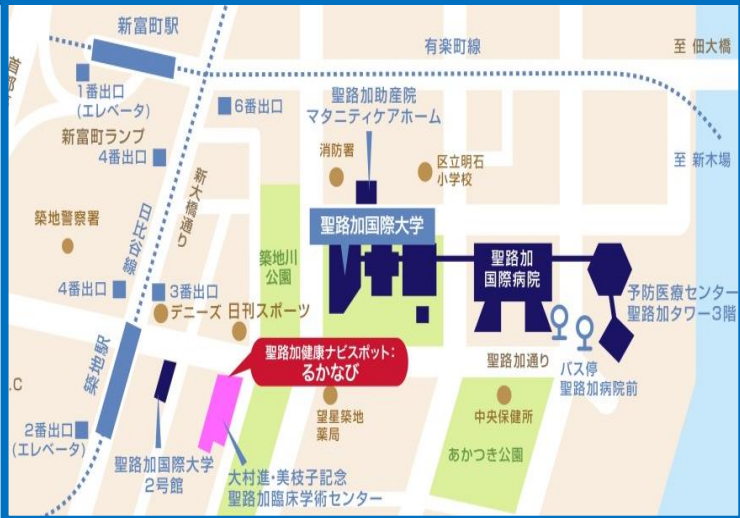 新富町駅
有楽町線
至 佃大橋
首都
1番出口
(エレベータ)
6番出口
聖路加助産院
マタニティケアホーム
新富町ランプ
4番出口
消防署
区立明石
小学校
至 新木場
新大橋通り
日比谷線
築地警察署
聖路加国際大学
築地川
公園
聖路加
国際病院
4番出口
3番出口
デニーズ
日刊スポーツ
予防医療センター
聖路加タワー3階
聖路加健康ナビスポット:
るかなび
聖路加通り
バス停
聖路加病院前
築地駅
.C
望星築地
薬局
中央保健所
2番出口
(エレベータ)
あかつき公園
聖路加国際大学
2号館
大村進・美枝子記念
聖路加臨床学術センター